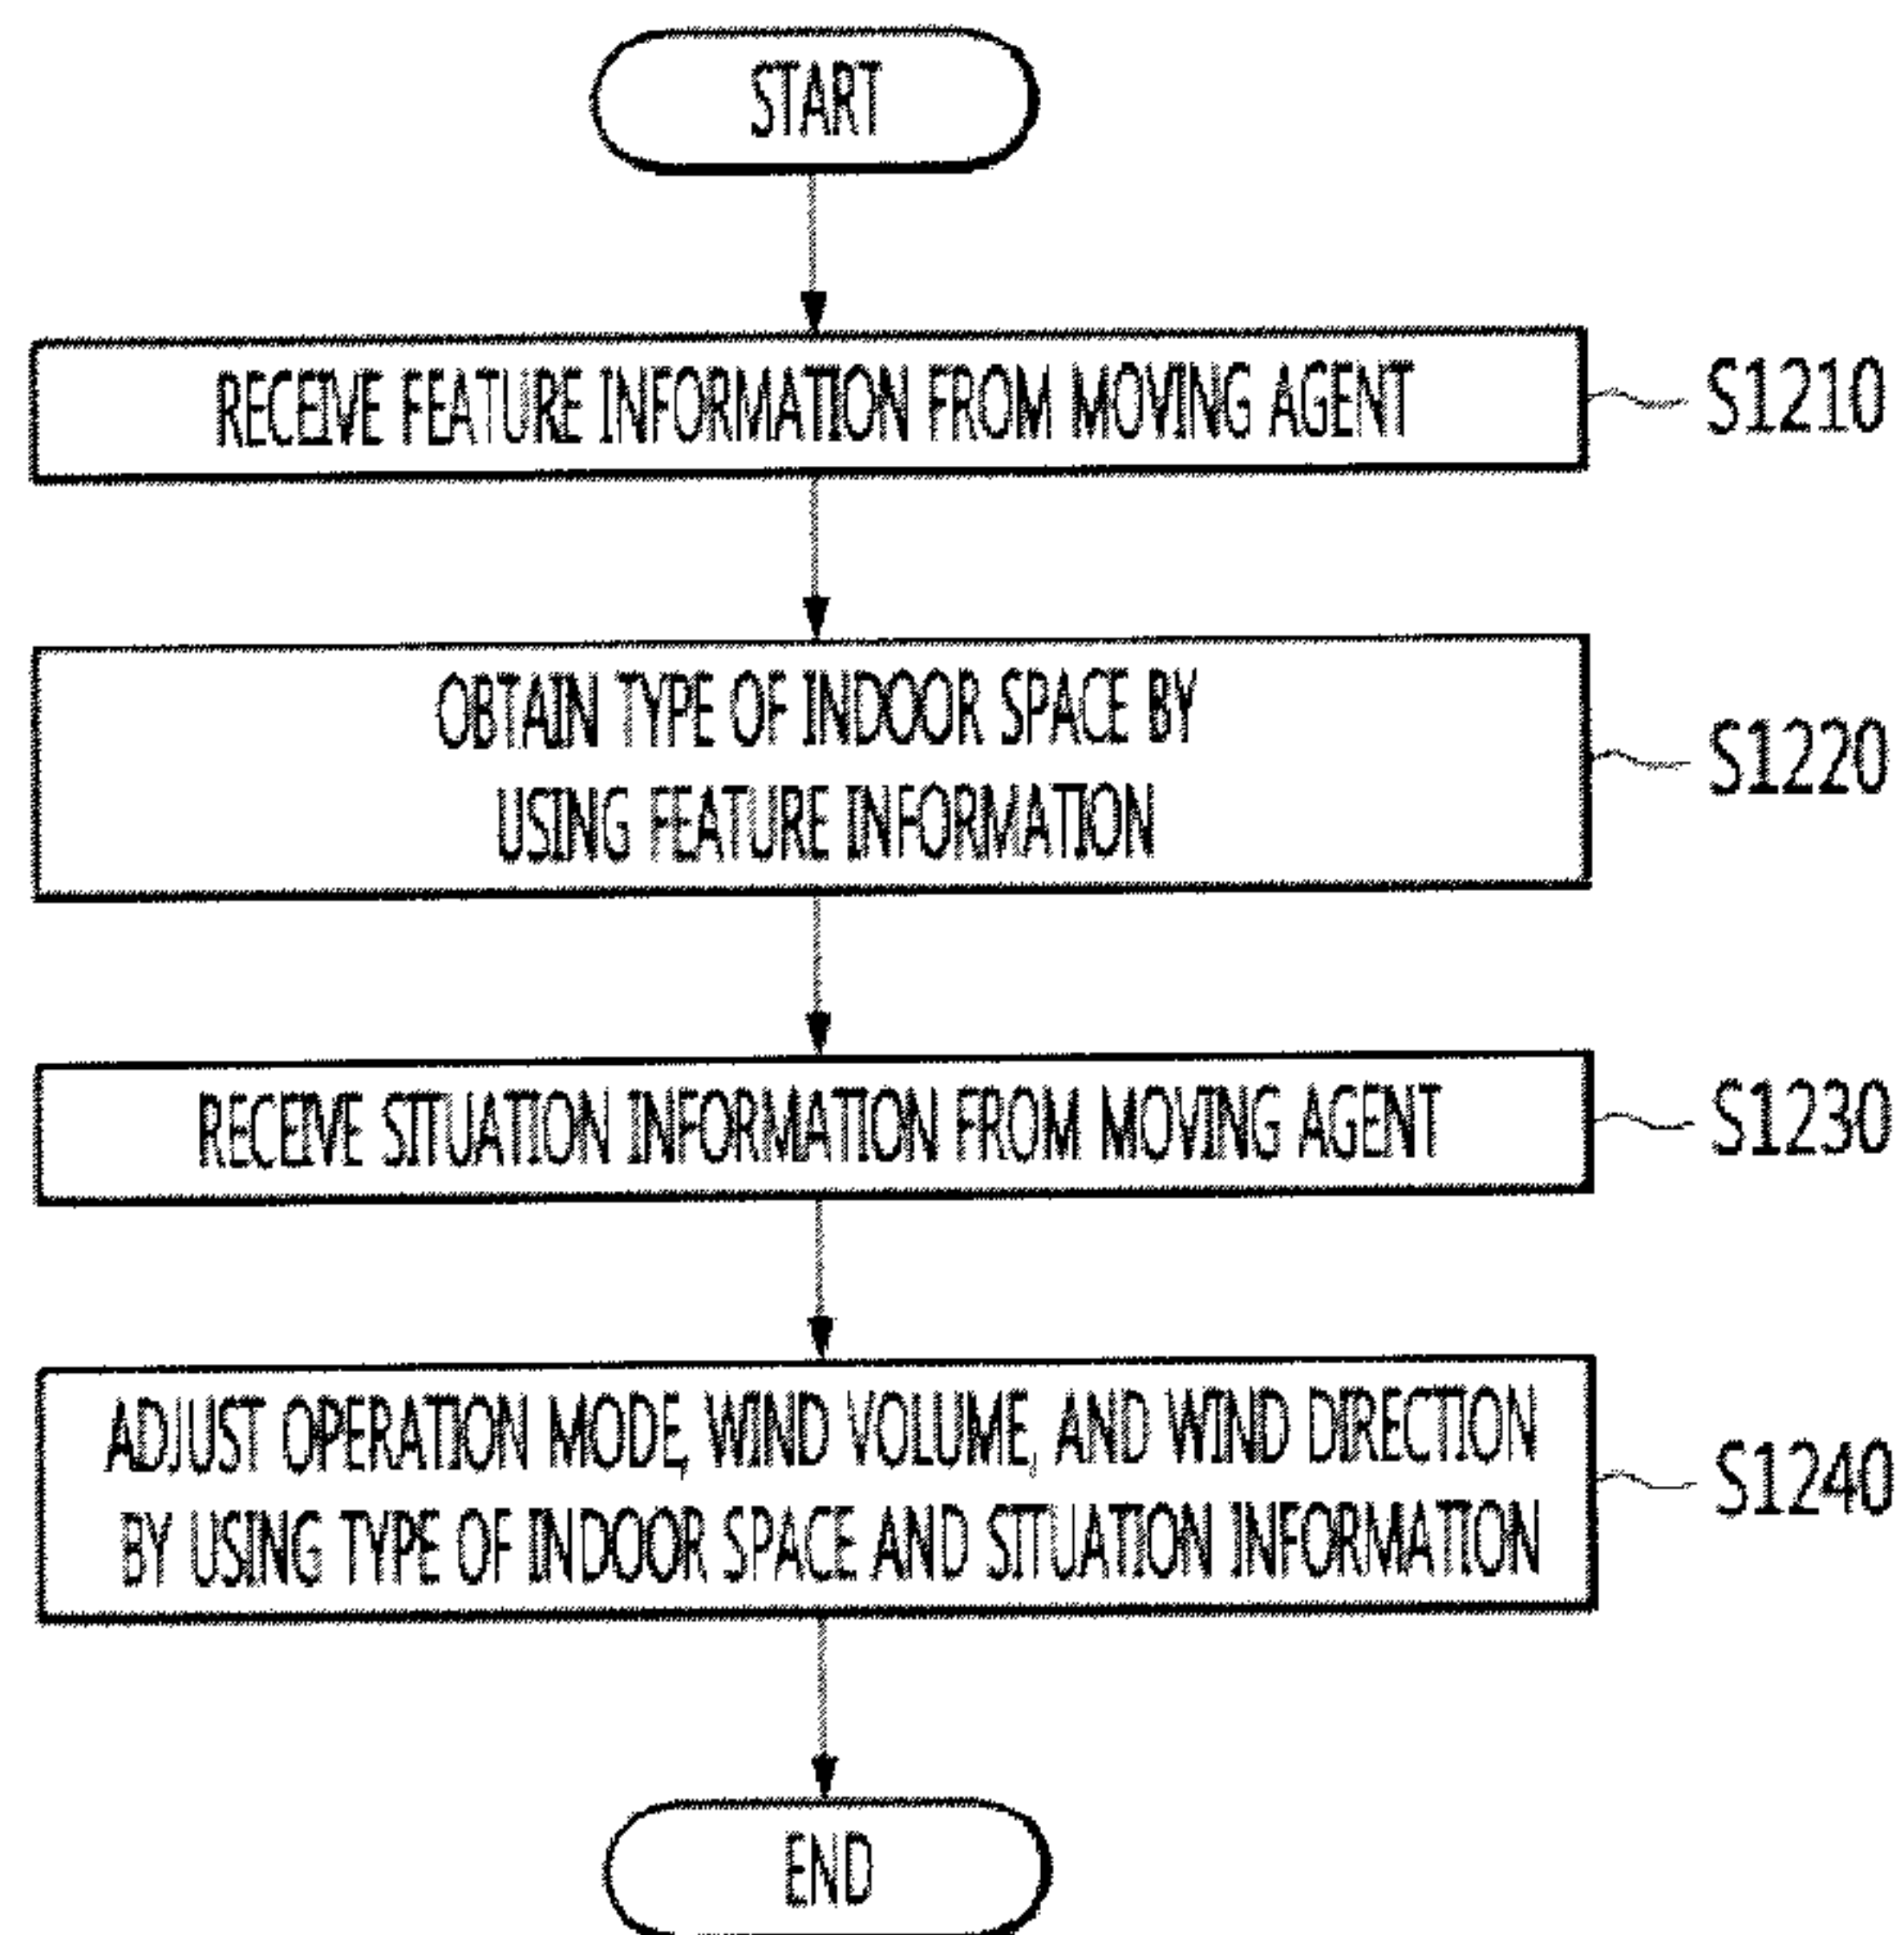 START
RECEIVE FEATURE INFORMATION FROM MOVING AGENT
S1210
OBTAIN TYPE OF INDOOR SPACE BY
USING FEATURE INFORMATION
S1220
RECEIVE SITUATION INFORMATION FROM MOVING AGENT
S1230
ADJUST OPERATION MODE, WIND VOLUME, AND WIND DIRECTION
BY USING TYPE OF INDOOR SPACE AND SITUATION INFORMATION
S1240
END